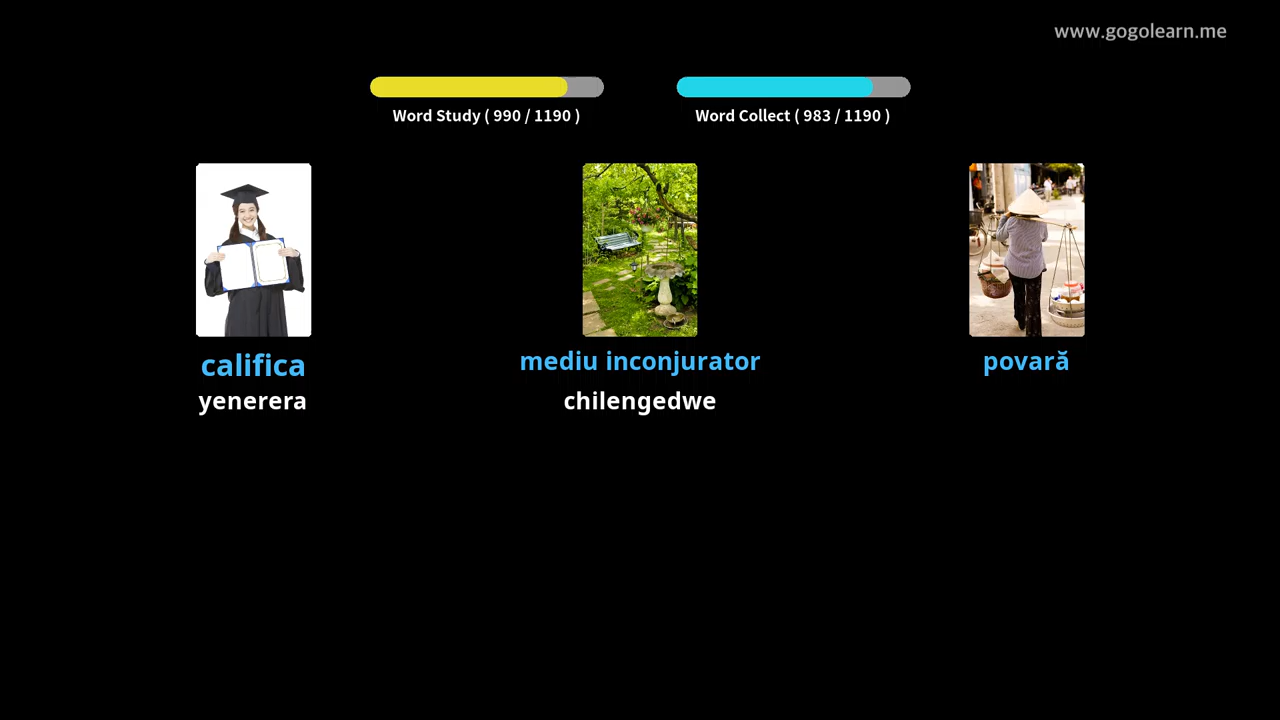 www.gogolearn.me
Word Study ( 990 / 1190 )
Word Collect ( 983 / 1190 )
califica
mediu inconjurator
povară
yenerera
chilengedwe